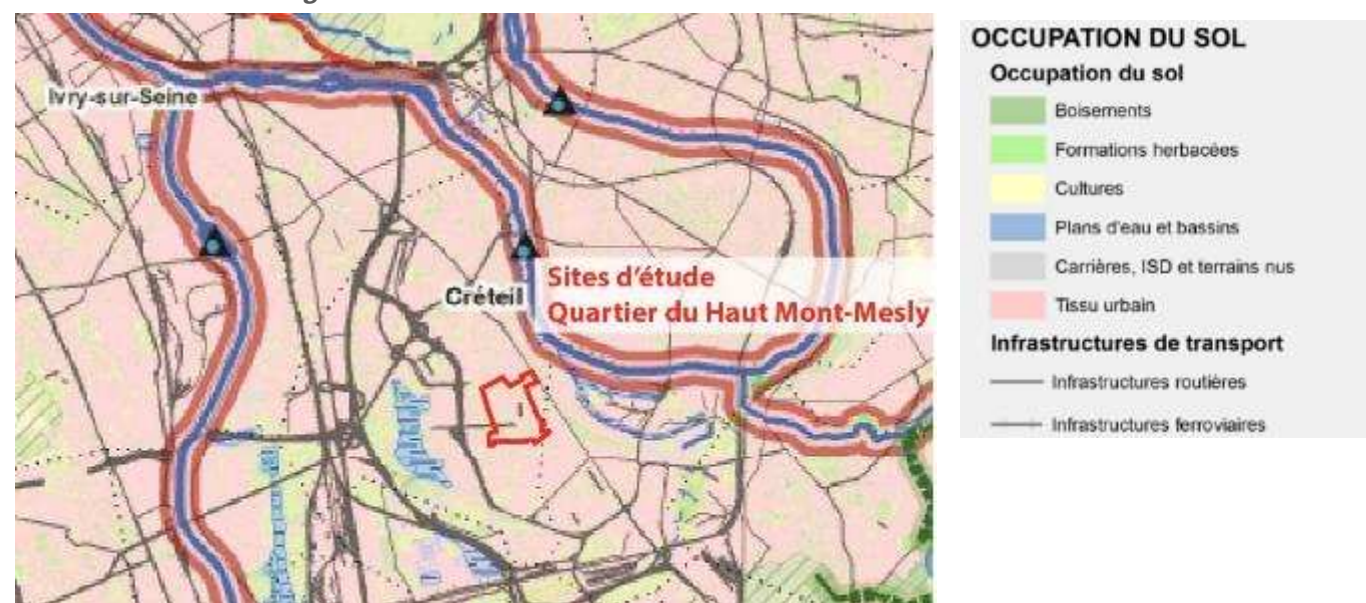 Ivry-sur-Seine
Créteil
Sites d'étude
Quartier du Haut Mont-Mesly
OCCUPATION DU SOL
Occupation du sol
Boisements
Formations herbacées
Cultures
Plans d'eau et bassins
Carrières, ISD et terrains nus
Tissu urbain
Infrastructures de transport
Infrastructures routières
Infrastructures ferroviaires